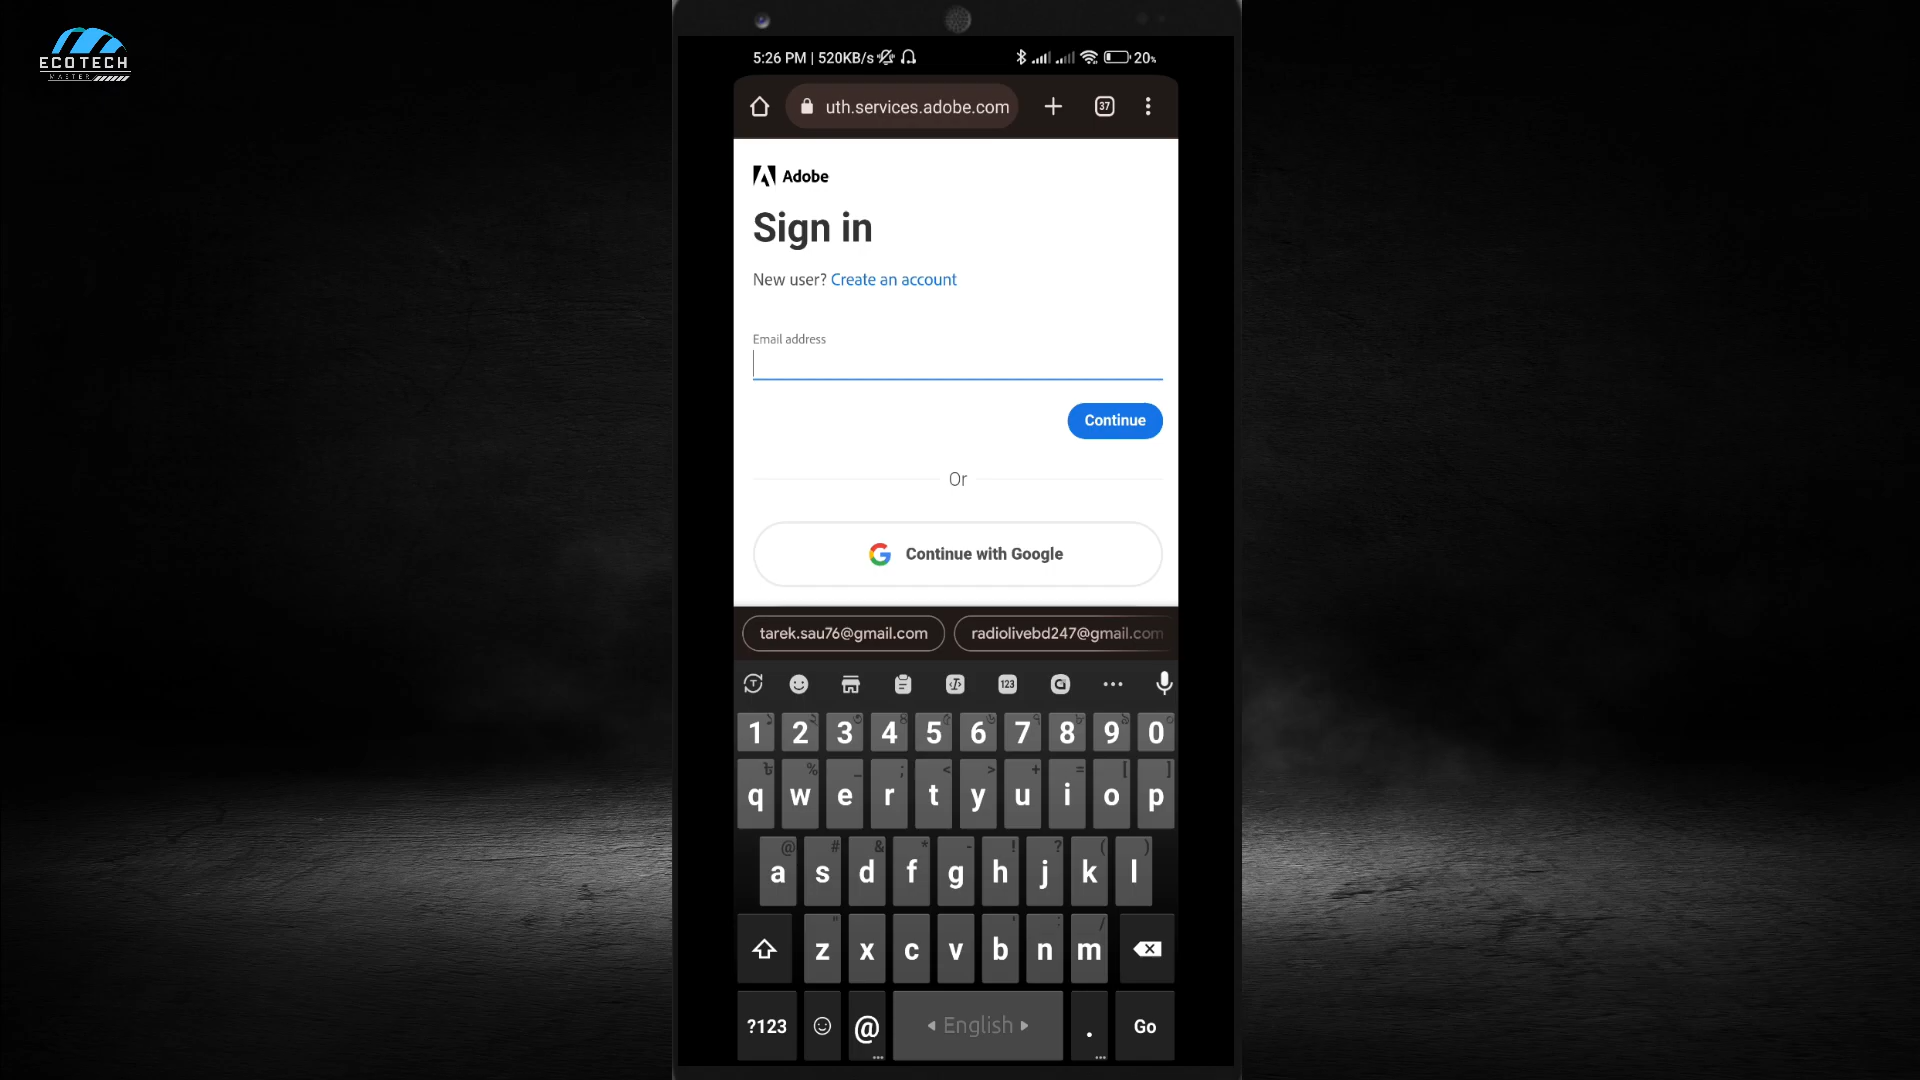 ECOTECH
MASTER
5:26 PM | 520KB/s
20%
uth.services.adobe.com
37
Adobe
Sign in
New user? Create an account
Email address
Continue
Or
Continue with Google
tarek.sau76@gmail.com radiolivebd247@gmail.com
123
1 2 3 4 5 6 7 8 9 0
q w e r t y u i o p
a s d f g h j k l
z x c v b n m
?123 @ English . Go